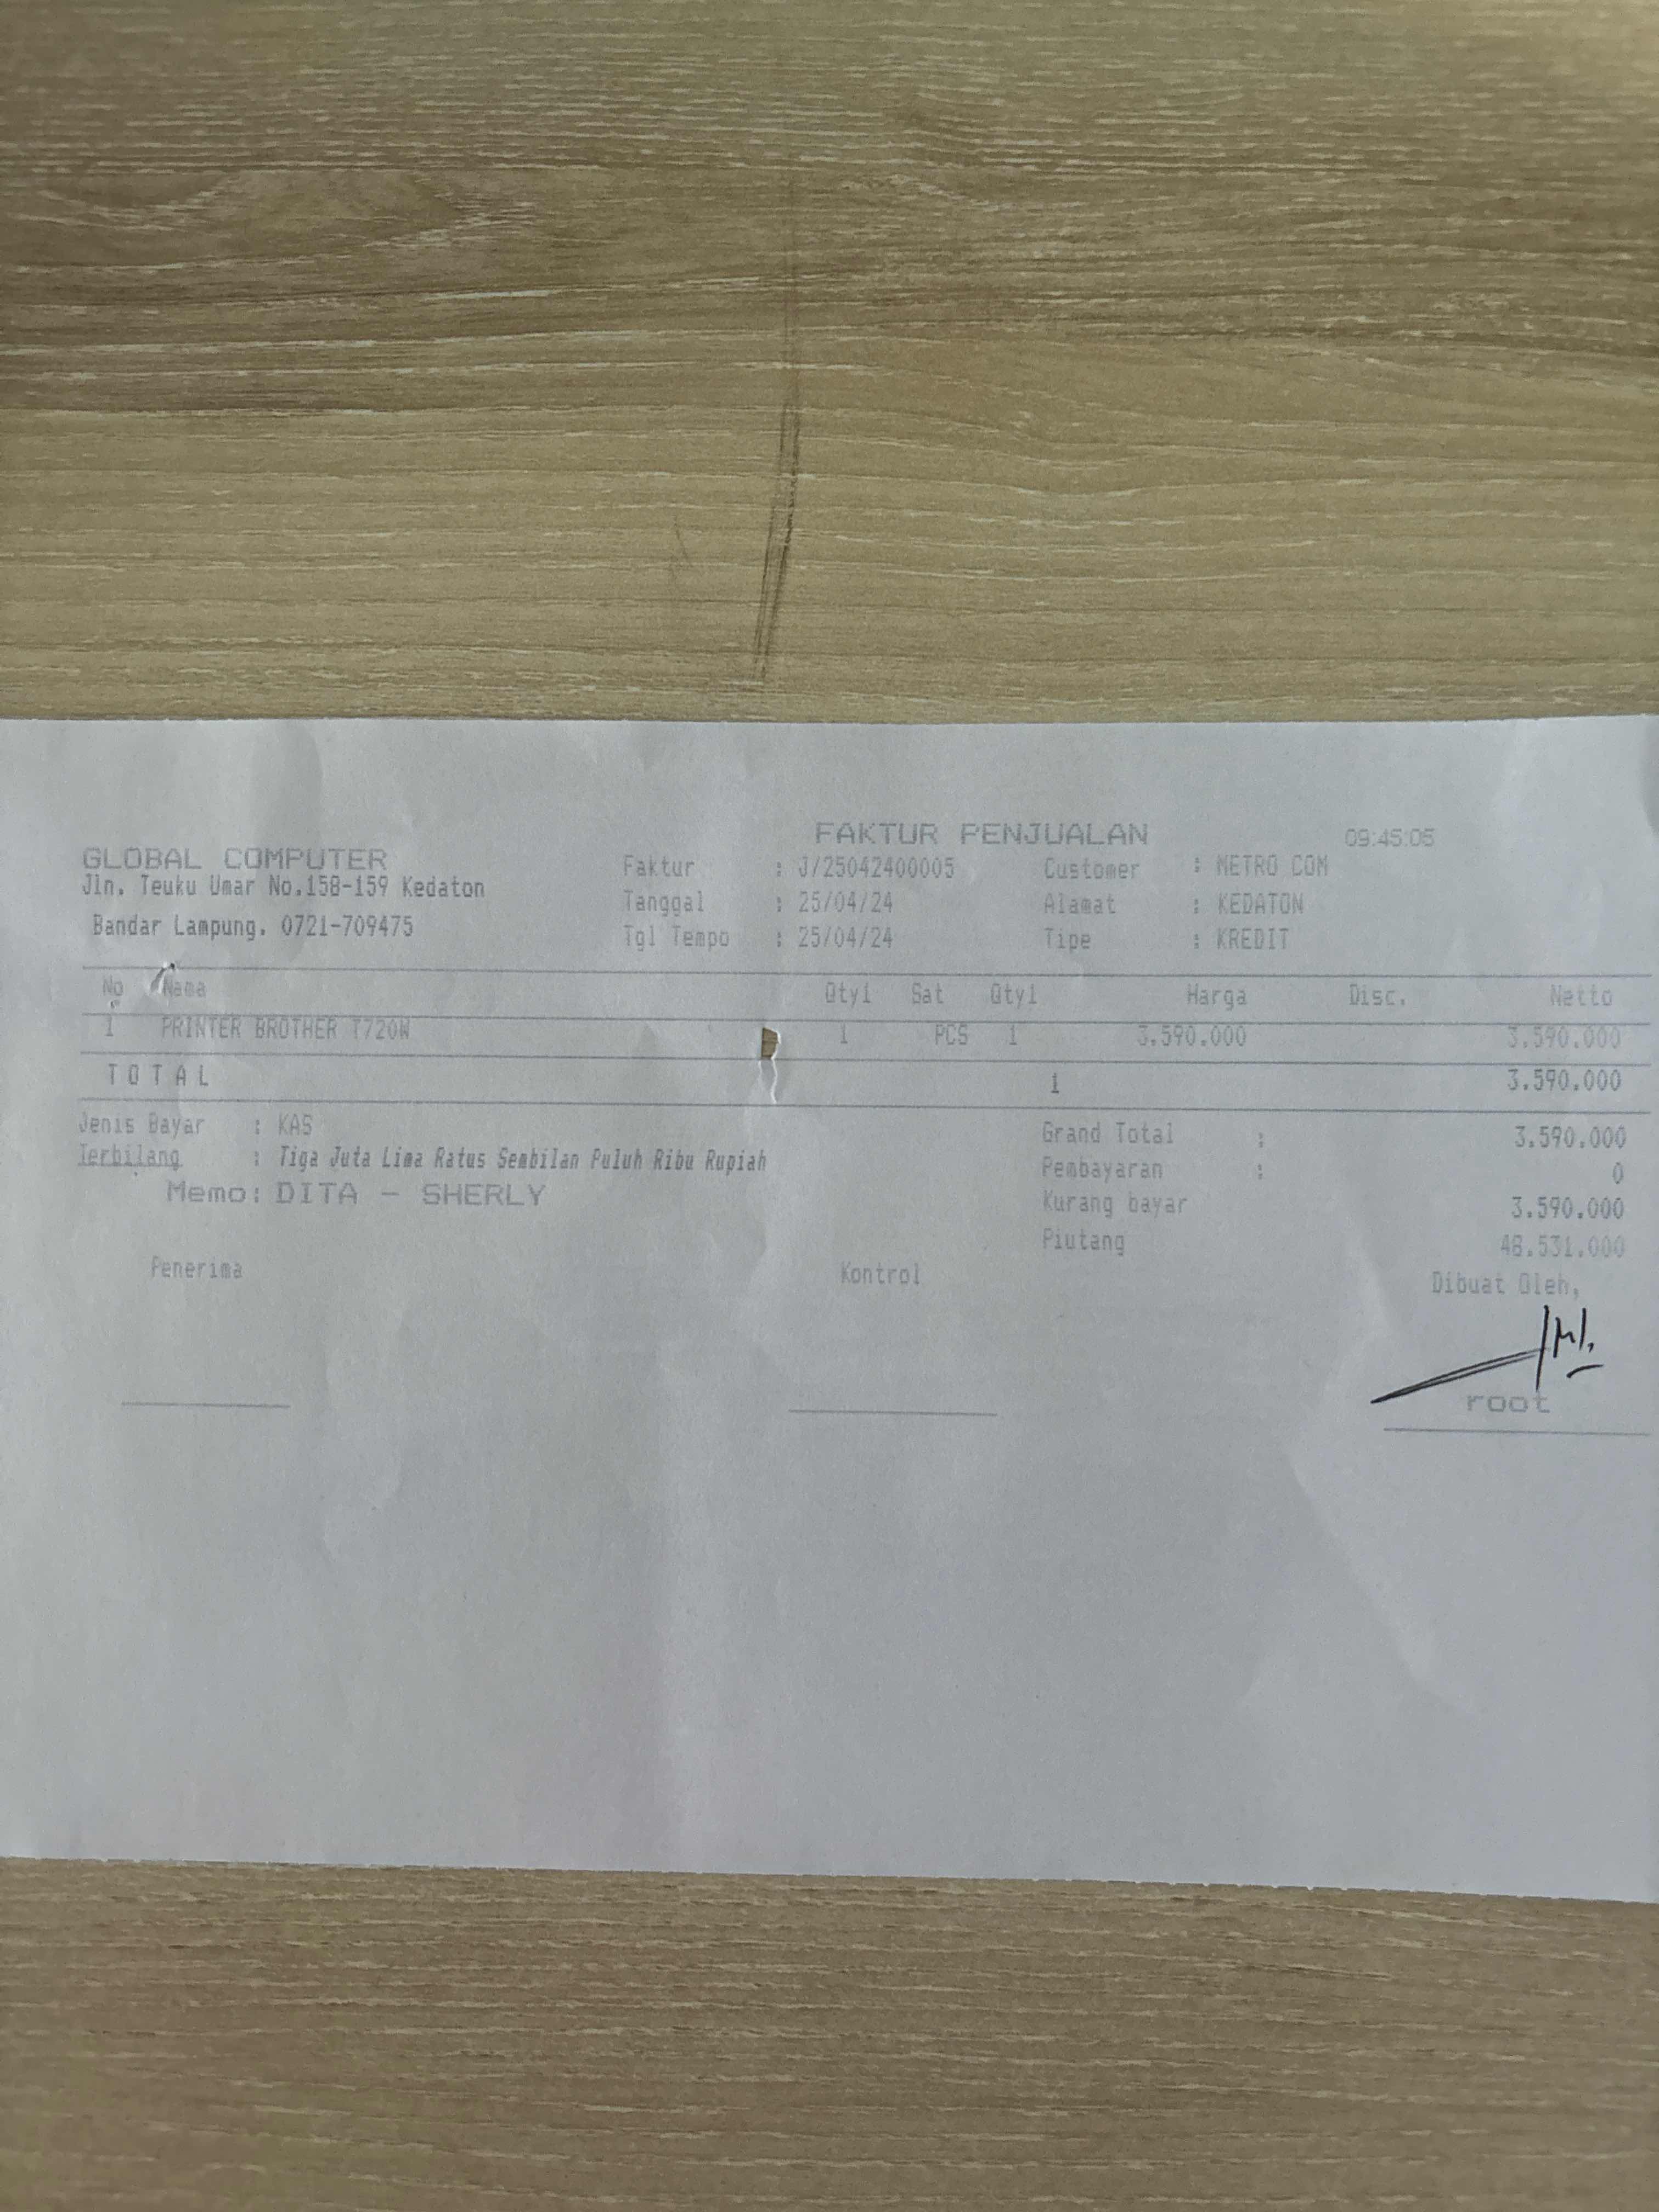 FAKTUR PENJUALAN 09:45:05
GLOBAL COMPUTER
Jln. Teuku Umar No.158-159 Kedaton
Bandar Lampung. 0721-709475
Faktur : J/25042400005 Customer : METRO COM
Tanggal : 25/04/24 Alamat : KEDATON
Tgl Tempo : 25/04/24 Tipe : KREDIT
No Nama Qty1 Sat Qty1 Harga Disc. Netto
1 PRINTER BROTHER T720W 1 PCS 1 3.590.000 3.590.000
T O T A L 1 3.590.000
Jenis Bayar : KAS
Terbilang : Tiga Juta Lima Ratus Sembilan Puluh Ribu Rupiah
Memo: DITA - SHERLY
Grand Total : 3.590.000
Pembayaran : 0
Kurang bayar 3.590.000
Piutang 48.531.000
Penerima Kontrol Dibuat Oleh,
root